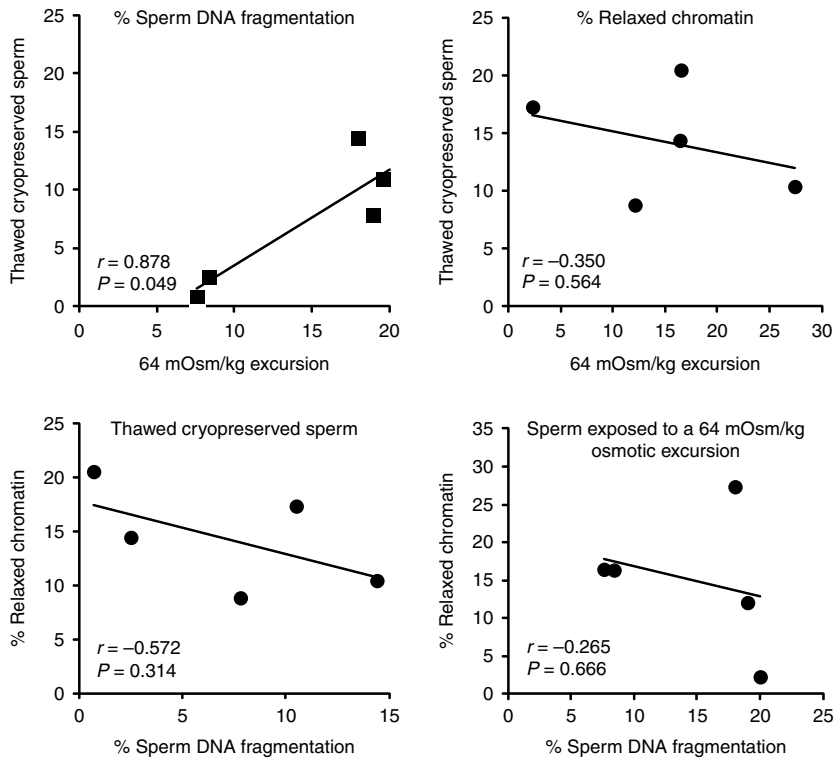 % Sperm DNA fragmentation
Thawed cryopreserved sperm
25
20
15
10
5
0
r = 0.878
P = 0.049
0 5 10 15 20
64 mOsm/kg excursion
% Relaxed chromatin
Thawed cryopreserved sperm
25
20
15
10
5
0
r = –0.350
P = 0.564
0 5 10 15 20 25 30
64 mOsm/kg excursion
Thawed cryopreserved sperm
% Relaxed chromatin
25
20
15
10
5
0
r = –0.572
P = 0.314
0 5 10 15
% Sperm DNA fragmentation
Sperm exposed to a 64 mOsm/kg
osmotic excursion
% Relaxed chromatin
35
30
25
20
15
10
5
0
r = –0.265
P = 0.666
0 5 10 15 20 25
% Sperm DNA fragmentation